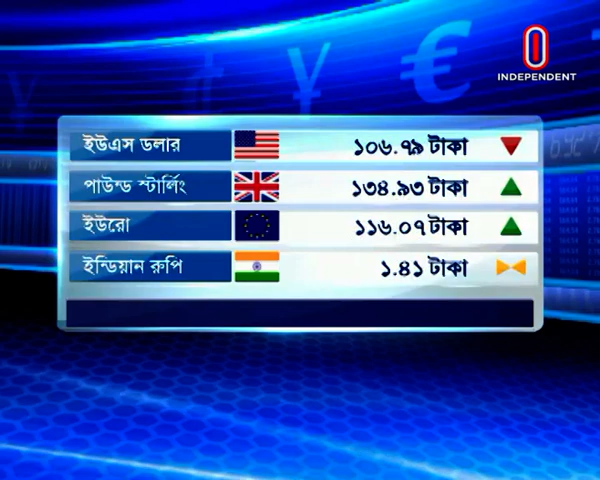 INDEPENDENT
ইউএস ডলার ১০৬.৭৯ টাকা
পাউন্ড স্টার্লিং ১৩৪.৯৩ টাকা
ইউরো ১১৬.০৭ টাকা
ইন্ডিয়ান রুপি ১.৪১ টাকা